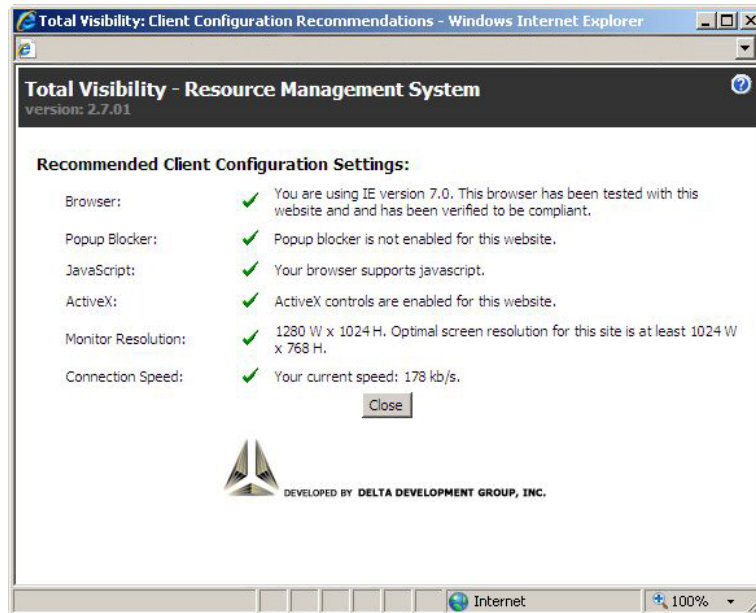 Total Visibility: Client Configuration Recommendations - Windows Internet Explorer
Total Visibility - Resource Management System
version: 2.7.01
Recommended Client Configuration Settings:
Browser: You are using IE version 7.0. This browser has been tested with this
website and and has been verified to be compliant.
Popup Blocker: Popup blocker is not enabled for this website.
JavaScript: Your browser supports javascript.
ActiveX: ActiveX controls are enabled for this website.
Monitor Resolution: 1280 W x 1024 H. Optimal screen resolution for this site is at least 1024 W
x 768 H.
Connection Speed: Your current speed: 178 kb/s.
Close
DEVELOPED BY DELTA DEVELOPMENT GROUP, INC.
Internet 100%